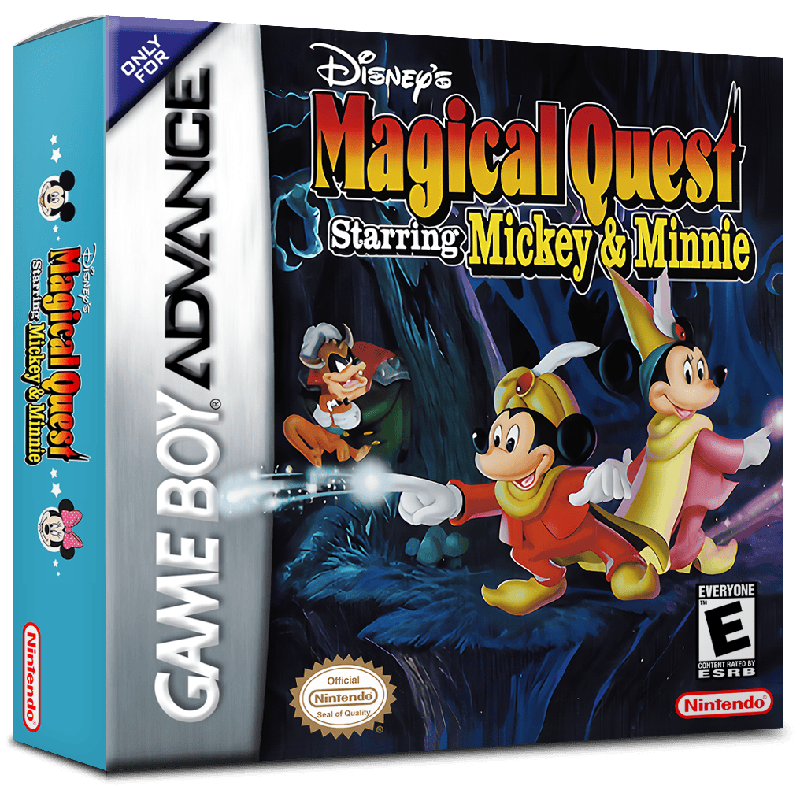 ONLY
FOR
GAME BOY ADVANCE
DISNEY'S
Magical Quest
Starring Mickey & Minnie
DISNEY'S
Magical Quest
Starring Mickey & Minnie
Nintendo
Official
Nintendo
Seal of Quality
EVERYONE
E
CONTENT RATED BY
ESRB
Nintendo